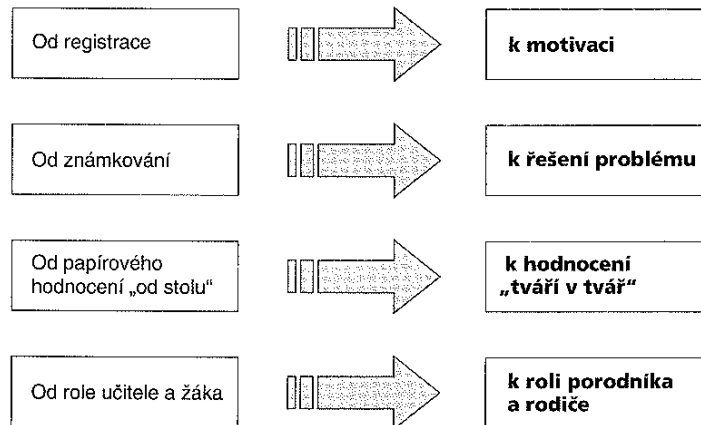 Od registrace
k motivaci
Od známkování
k řešení problému
Od papírového
hodnocení „od stolu“
k hodnocení
„tváří v tvář“
Od role učitele a žáka
k roli porodníka
a rodiče